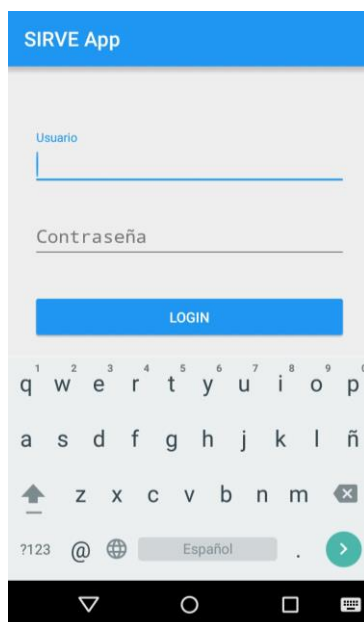 SIRVE App
Usuario
Contraseña
LOGIN
1 2 3 4 5 6 7 8 9 0
q w e r t y u i o p
a s d f g h j k l ñ
z x c v b n m
?123 @ Español .